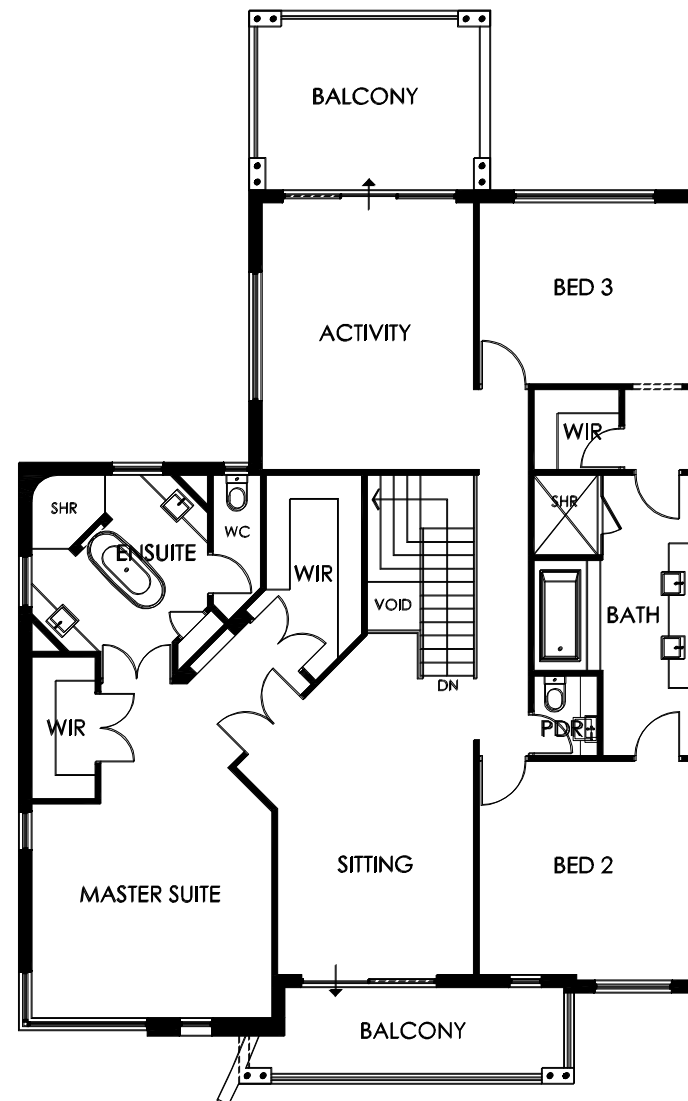 BALCONY
BED 3
ACTIVITY
WIR
SHR
SHR
WC
ENSUITE
WIR
VOID
BATH
DN
WIR
PDR
SITTING
BED 2
MASTER SUITE
BALCONY